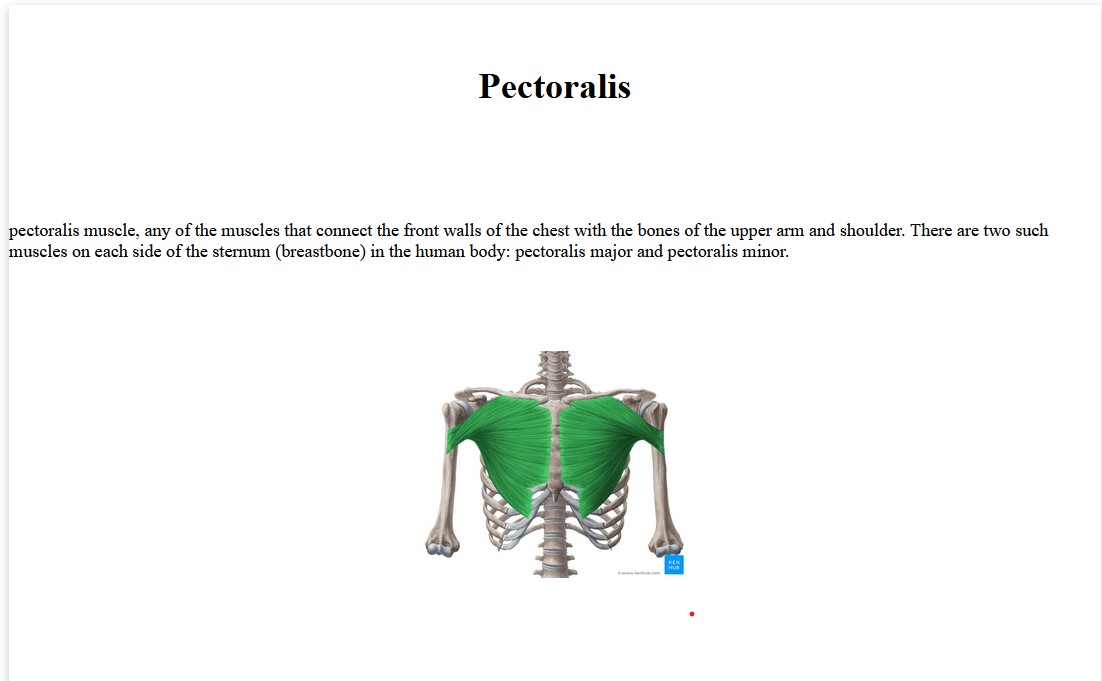 Pectoralis
pectoralis muscle, any of the muscles that connect the front walls of the chest with the bones of the upper arm and shoulder. There are two such
muscles on each side of the sternum (breastbone) in the human body: pectoralis major and pectoralis minor.
© www.kenhub.com
KEN
HUB